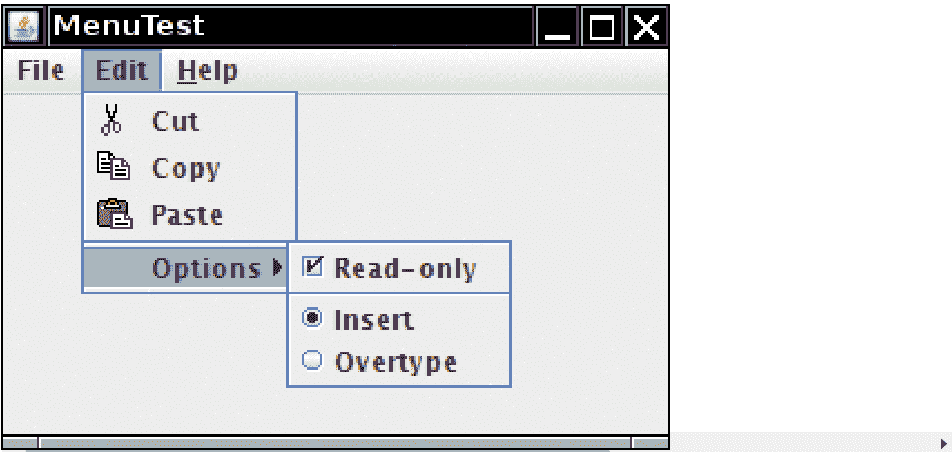 MenuTest
File Edit Help
Cut
Copy
Paste
Options
Read-only
Insert
Overtype